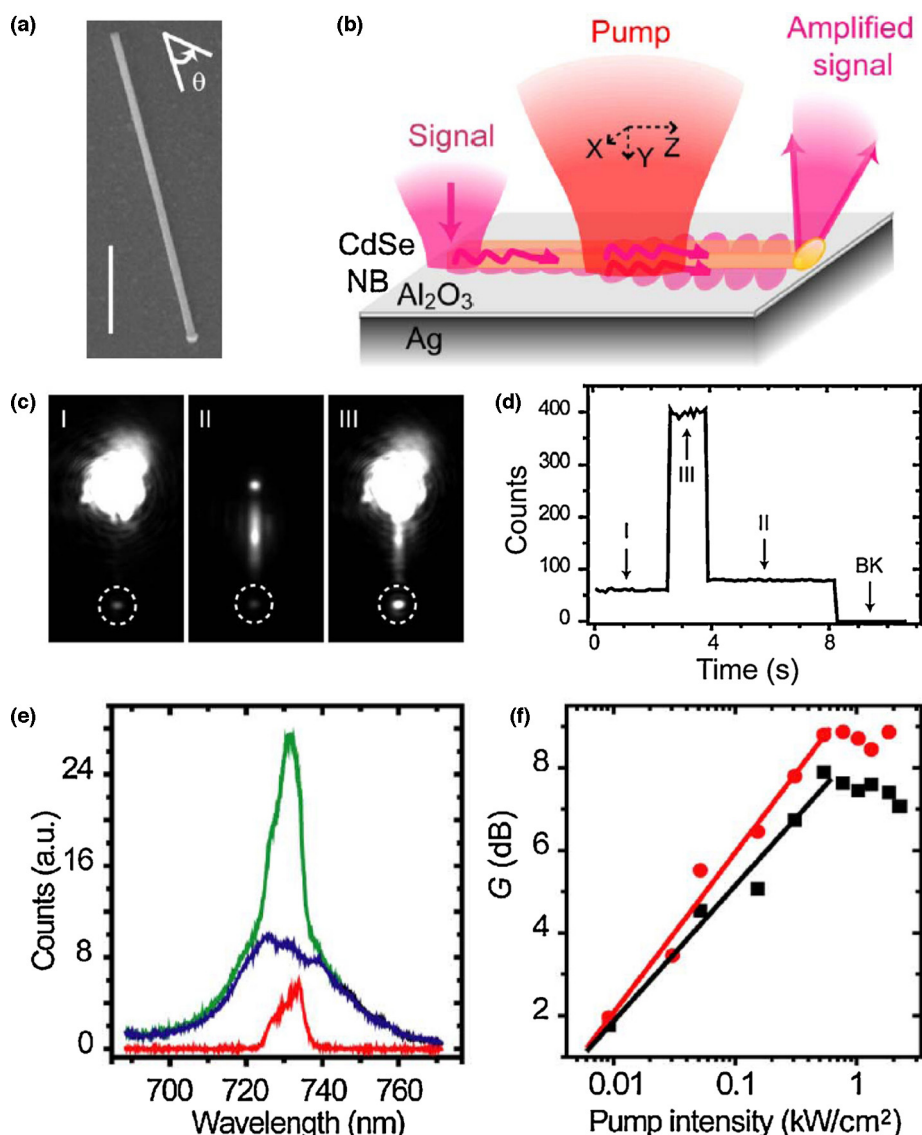 (a)
θ
(b)
Pump
Amplified
signal
Signal
X
Y
Z
CdSe
NB
Al₂O₃
Ag
(c)
I
II
III
(d)
400
300
200
100
0
Counts
I
III
II
BK
0
4
8
Time (s)
(e)
24
16
8
0
Counts (a.u.)
700
720
740
760
Wavelength (nm)
(f)
8
6
4
2
G (dB)
0.01
0.1
1
Pump intensity (kW/cm²)